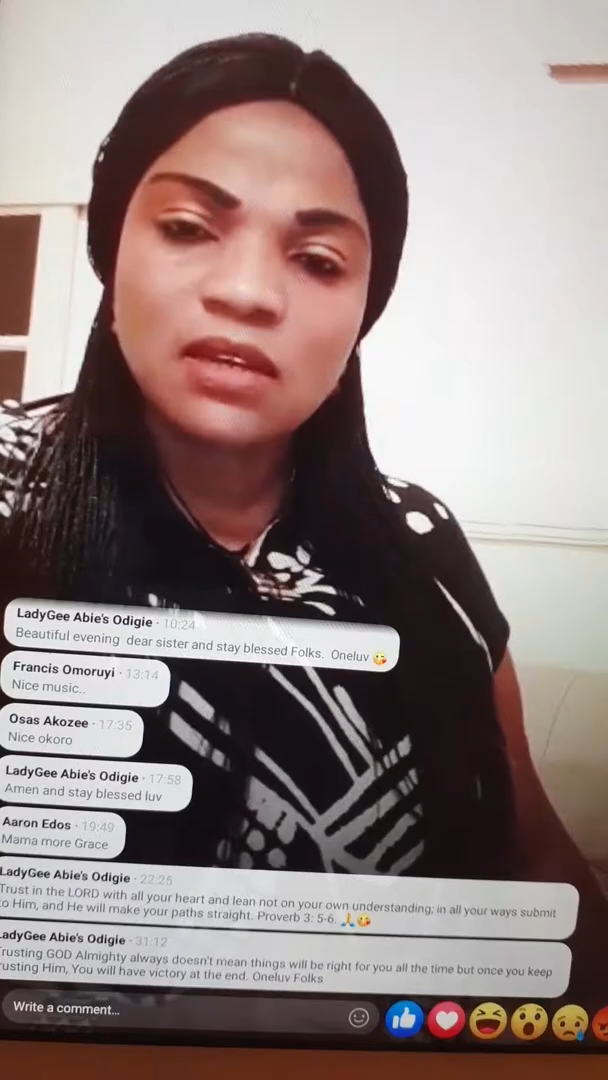 LadyGee Abie's Odigie · 10:24
Beautiful evening dear sister and stay blessed Folks. Oneluv 😘
Francis Omoruyi · 13:14
Nice music..
Osas Akozee · 17:35
Nice okoro
LadyGee Abie's Odigie · 17:58
Amen and stay blessed luv
Aaron Edos · 19:49
Mama more Grace
LadyGee Abie's Odigie · 22:25
Trust in the LORD with all your heart and lean not on your own understanding; in all your ways submit
to Him, and He will make your paths straight. Proverb 3: 5-6. 🙏😘
LadyGee Abie's Odigie · 31:12
Trusting GOD Almighty always doesn't mean things will be right for you all the time but once you keep
trusting Him, You will have victory at the end. Oneluv Folks
Write a comment...